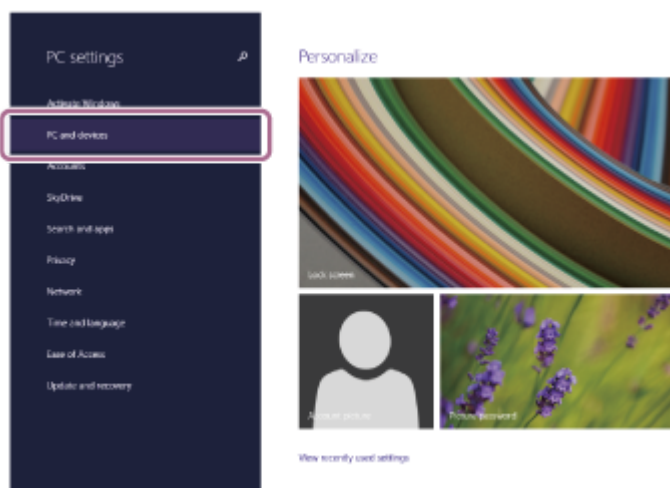 PC settings
Activate Windows
PC and devices
Accounts
SkyDrive
Search and apps
Privacy
Network
Time and language
Ease of Access
Update and recovery
Personalize
Lock screen
Account picture
Picture password
View recently used settings